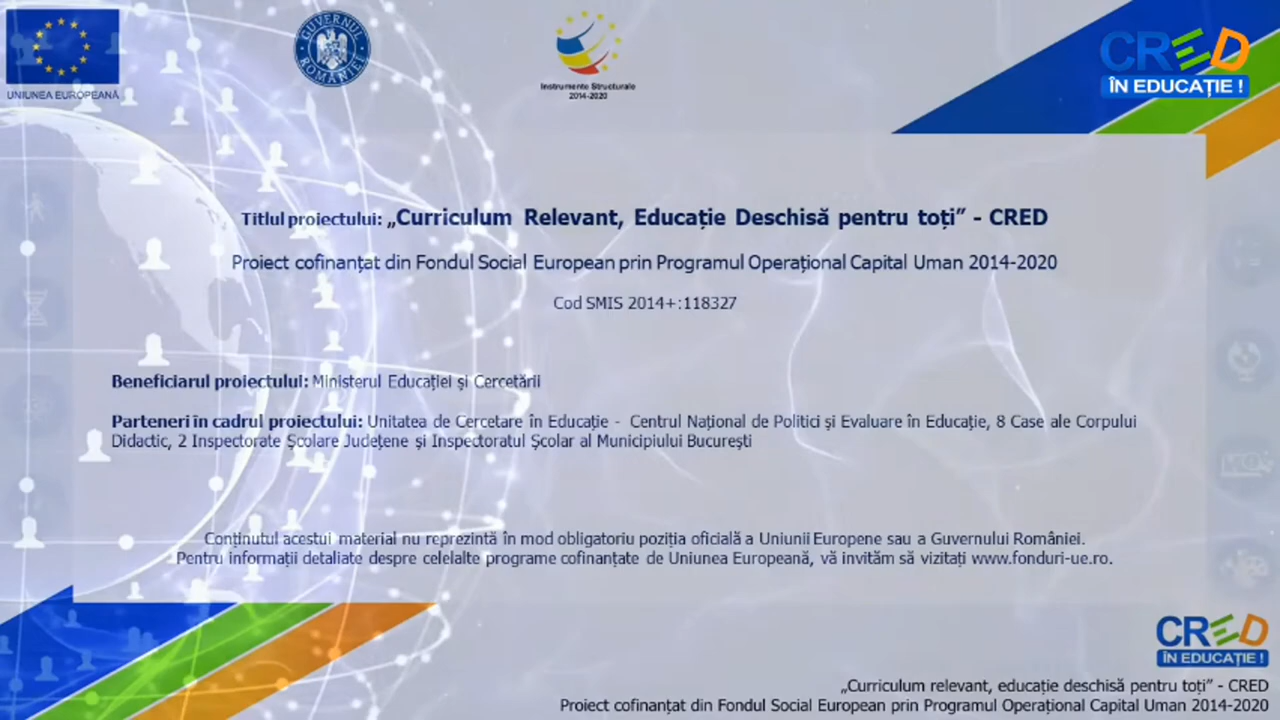 UNIUNEA EUROPEANĂ
GUVERNUL ROMÂNIEI
Instrumente Structurale
2014-2020
CRED
ÎN EDUCAȚIE !
Titlul proiectului: „Curriculum Relevant, Educație Deschisă pentru toți” - CRED
Proiect cofinanțat din Fondul Social European prin Programul Operațional Capital Uman 2014-2020
Cod SMIS 2014+:118327
Beneficiarul proiectului: Ministerul Educației și Cercetării
Parteneri în cadrul proiectului: Unitatea de Cercetare în Educație - Centrul Național de Politici și Evaluare în Educație, 8 Case ale Corpului
Didactic, 2 Inspectorate Școlare Județene și Inspectoratul Școlar al Municipiului București
Conținutul acestui material nu reprezintă în mod obligatoriu poziția oficială a Uniunii Europene sau a Guvernului României.
Pentru informații detaliate despre celelalte programe cofinanțate de Uniunea Europeană, vă invităm să vizitați www.fonduri-ue.ro.
CRED
ÎN EDUCAȚIE !
„Curriculum relevant, educație deschisă pentru toți” - CRED
Proiect cofinanțat din Fondul Social European prin Programul Operațional Capital Uman 2014-2020